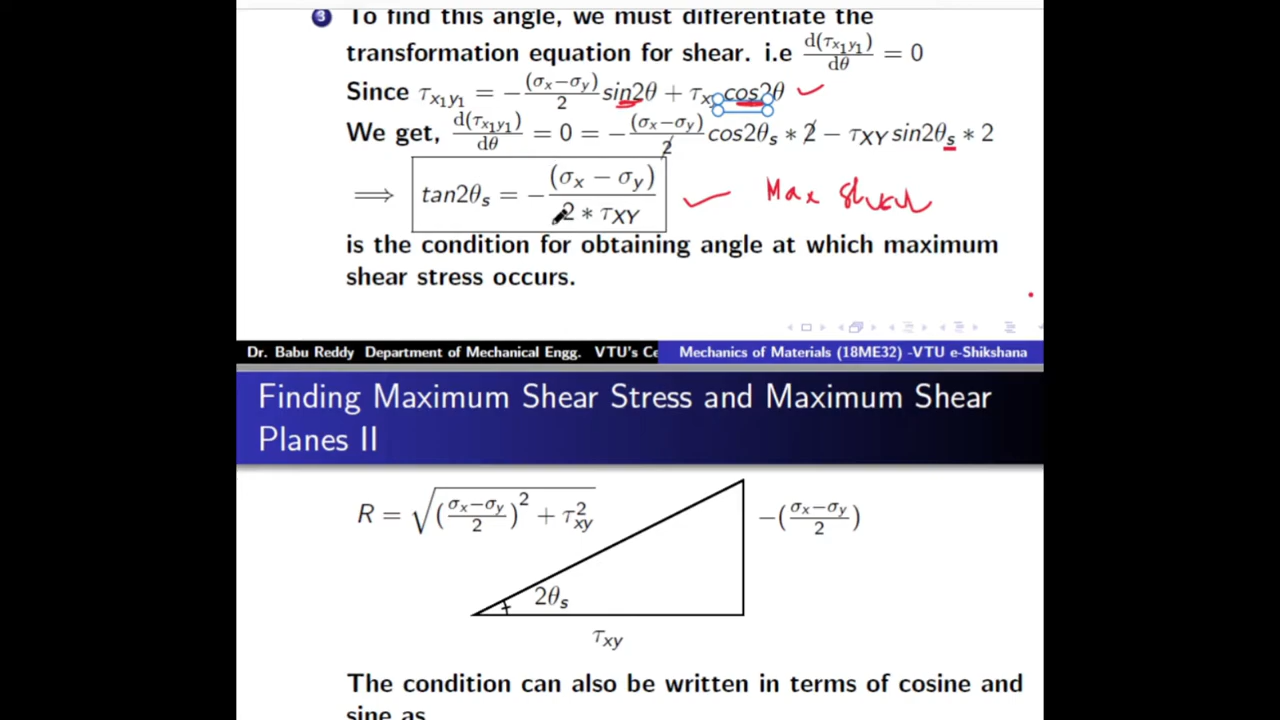 3 To find this angle, we must differentiate the
transformation equation for shear. i.e d(τx₁y₁)/dθ = 0
Since τx₁y₁ = −(σx−σy)/2 sin2θ + τx cos2θ ✓
We get, d(τx₁y₁)/dθ = 0 = −(σx−σy)/2 cos2θs * 2 − τXY sin2θs * 2
⟹ tan2θs = −(σx − σy)/2 * τXY ✓ Max
is the condition for obtaining angle at which maximum
shear stress occurs.
Dr. Babu Reddy Department of Mechanical Engg. VTU's Ce Mechanics of Materials (18ME32) -VTU e-Shikshana
Finding Maximum Shear Stress and Maximum Shear
Planes II
R = √((σx−σy)/2)² + τ²xy −(σx−σy/2)
2θs
τxy
The condition can also be written in terms of cosine and
sine as